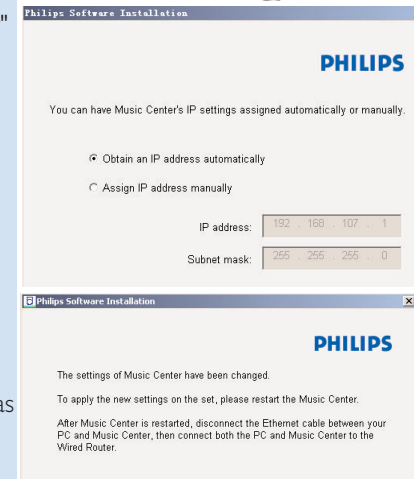 "
Philips Software Installation
PHILIPS
You can have Music Center's IP settings assigned automatically or manually.
Obtain an IP address automatically
Assign IP address manually
IP address: 192 . 168 . 107 . 1
Subnet mask: 255 . 255 . 255 . 0
Philips Software Installation
PHILIPS
The settings of Music Center have been changed.
as
To apply the new settings on the set, please restart the Music Center.
After Music Center is restarted, disconnect the Ethernet cable between your
PC and Music Center, then connect both the PC and Music Center to the
Wired Router.